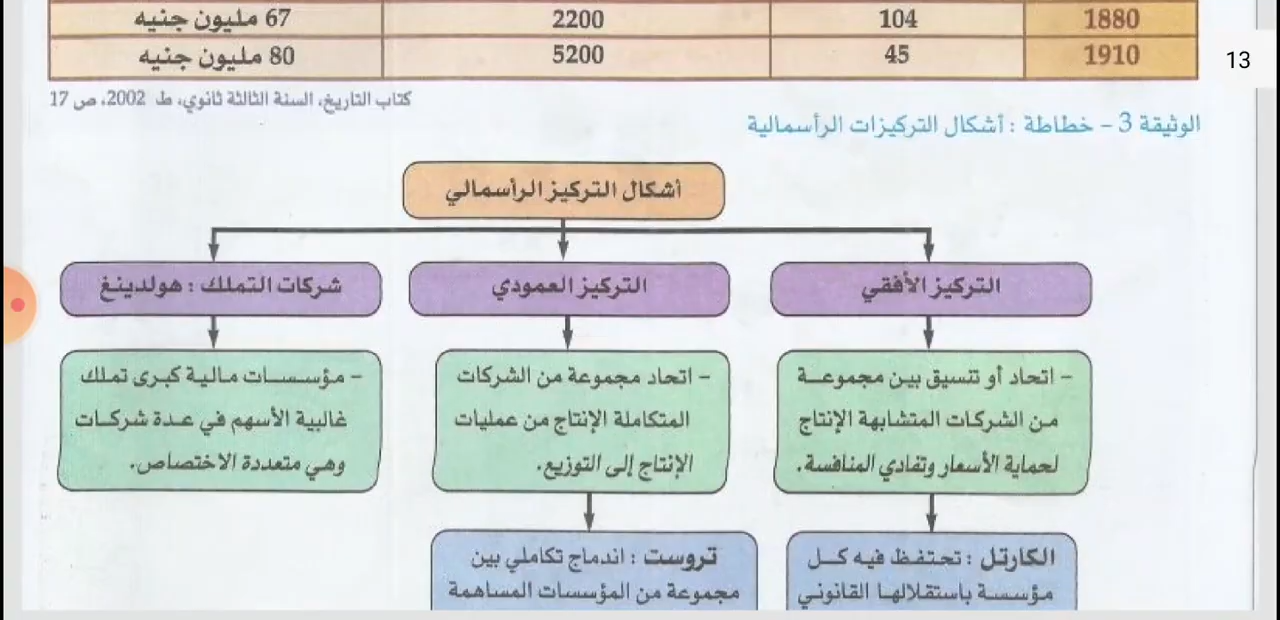 1880 104 2200 67 مليون جنيه
1910 45 5200 80 مليون جنيه
13
كتاب التاريخ، السنة الثالثة ثانوي، ط 2002، ص 17
الوثيقة 3 - خطاطة : أشكال التركيزات الرأسمالية
أشكال التركيز الرأسمالي
التركيز الأفقي
- اتحاد أو تنسيق بين مجموعة
من الشركات المتشابهة الإنتاج
لحماية الأسعار وتفادي المنافسة.
الكارتل : تحتفظ فيه كل
مؤسسة باستقلالها القانوني
التركيز العمودي
- اتحاد مجموعة من الشركات
المتكاملة الإنتاج من عمليات
الإنتاج إلى التوزيع.
تروست : اندماج تكاملي بين
مجموعة من المؤسسات المساهمة
شركات التملك : هولدينغ
- مؤسسات مالية كبرى تملك
غالبية الأسهم في عدة شركات
وهي متعددة الاختصاص.